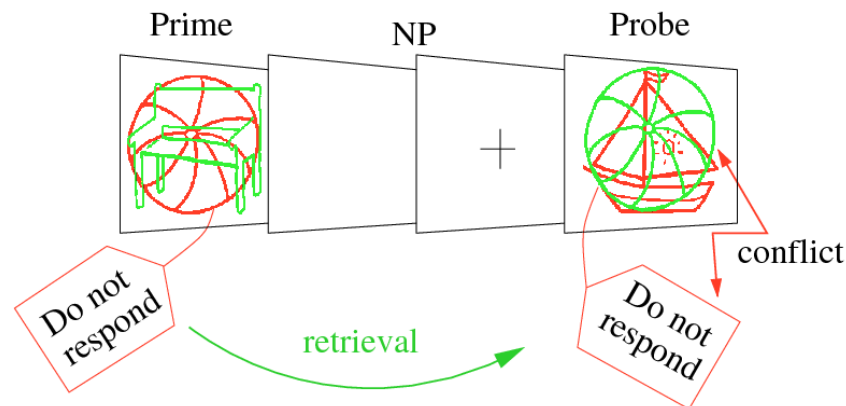 Prime
NP
Probe
conflict
Do not
respond
retrieval
Do not
respond